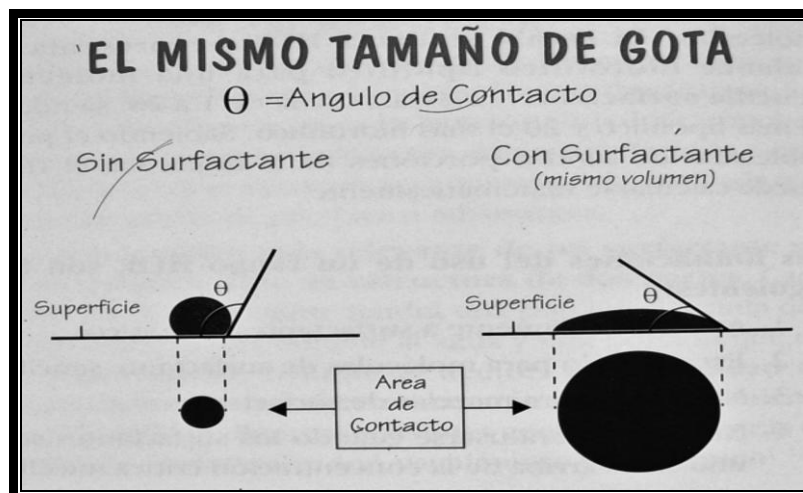 EL MISMO TAMAÑO DE GOTA
θ =Angulo de Contacto
Sin Surfactante
Con Surfactante
(mismo volumen)
Superficie
θ
Superficie
θ
Area
de
Contacto